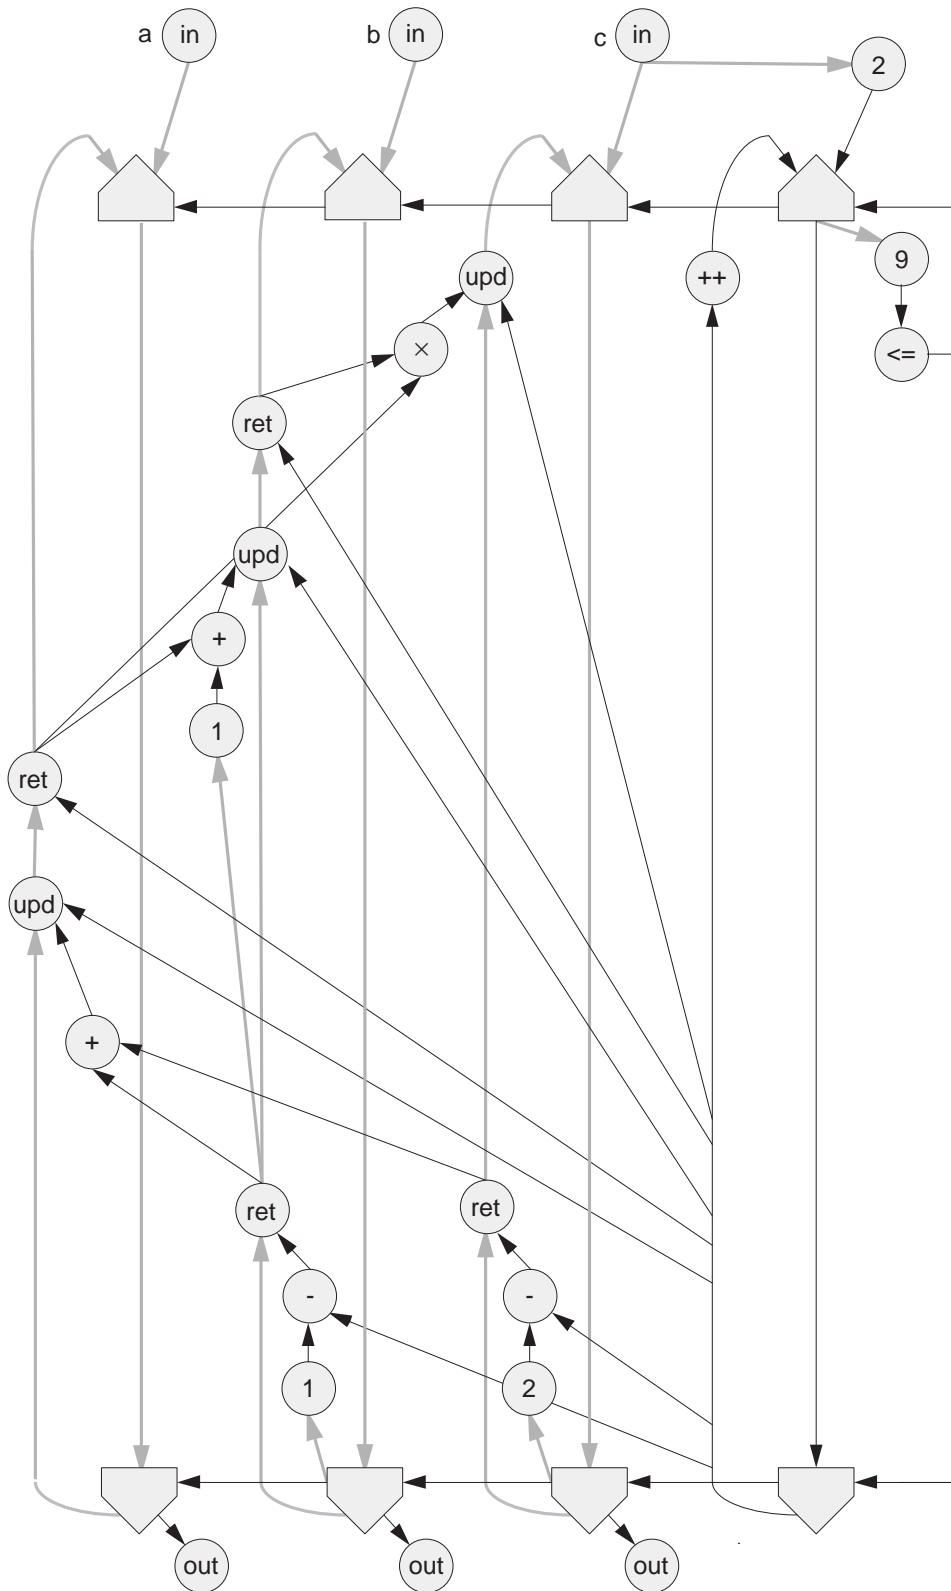 a in
b in
c in
2
9
upd
++
×
<=
ret
upd
+
1
ret
upd
+
ret
ret
-
-
1
2
out
out
out